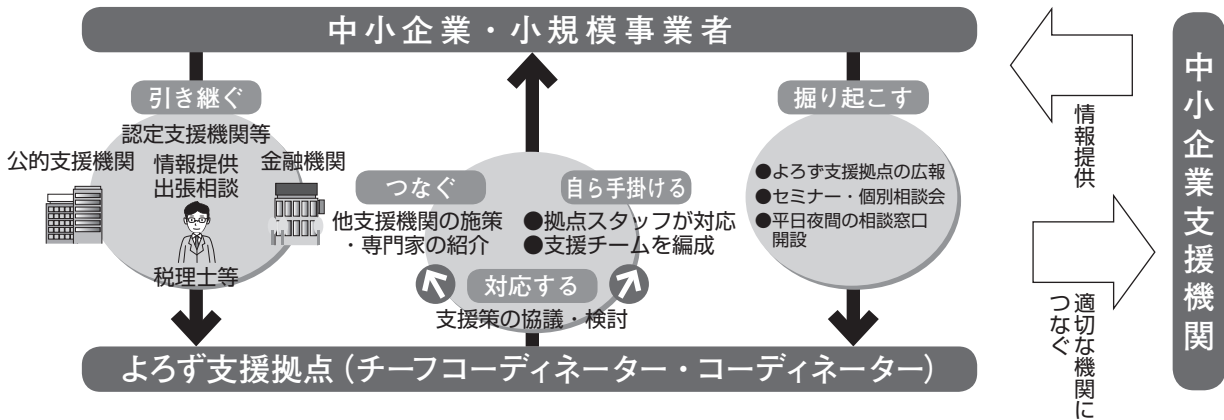 中小企業・小規模事業者
引き継ぐ
認定支援機関等
公的支援機関
情報提供
出張相談
金融機関
税理士等
つなぐ
他支援機関の施策
・専門家の紹介
自ら手掛ける
●拠点スタッフが対応
●支援チームを編成
対応する
支援策の協議・検討
掘り起こす
●よろず支援拠点の広報
●セミナー・個別相談会
●平日夜間の相談窓口
開設
よろず支援拠点（チーフコーディネーター・コーディネーター）
情報提供
適切な機関に
つなぐ
中小企業支援機関